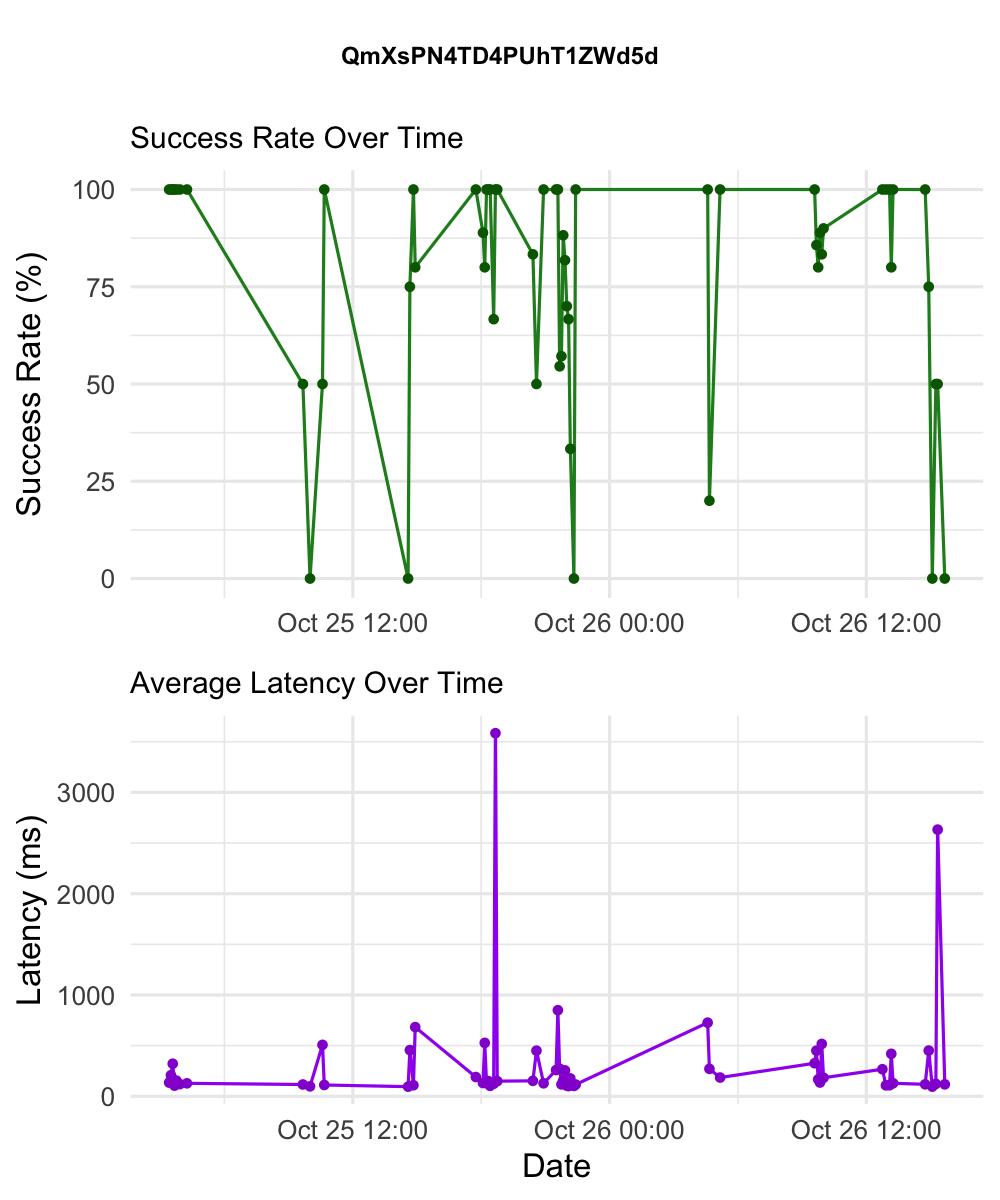 QmXsPN4TD4PUhT1ZWd5d
Success Rate Over Time
Success Rate (%)
100
75
50
25
0
Oct 25 12:00 Oct 26 00:00 Oct 26 12:00
Average Latency Over Time
Latency (ms)
3000
2000
1000
0
Oct 25 12:00 Oct 26 00:00 Oct 26 12:00
Date